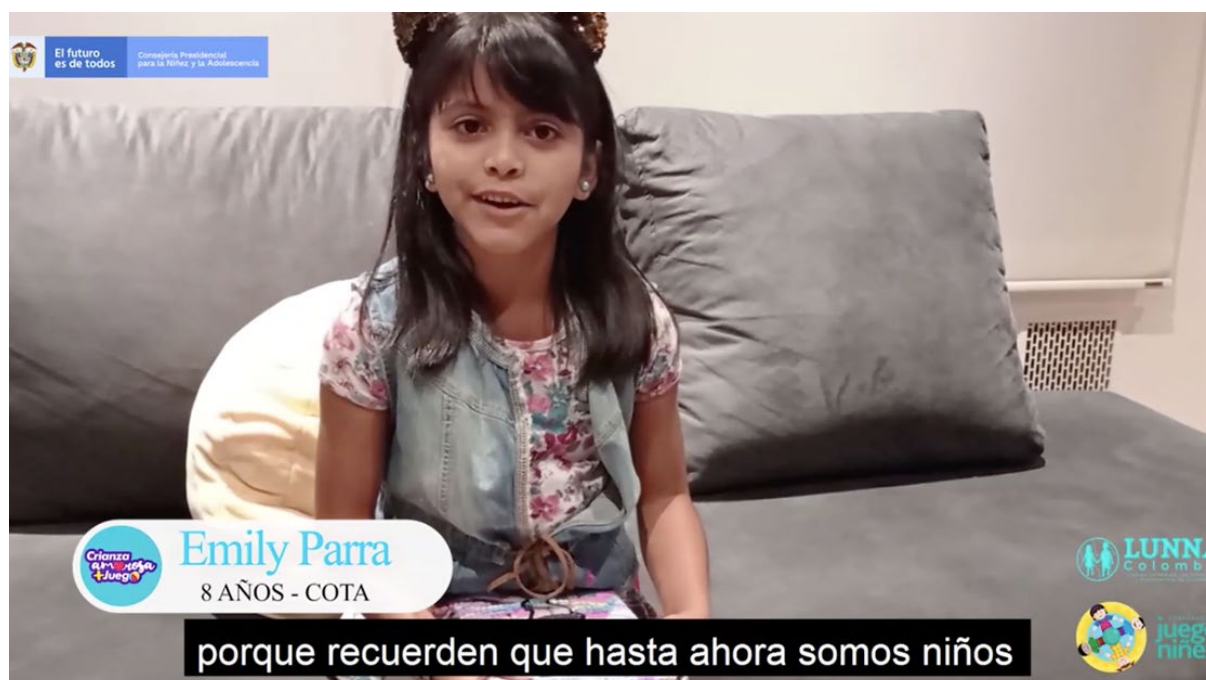 El futuro
es de todos
Consejería Presidencial
para la Niñez y la Adolescencia
Crianza
amorosa
+Juego
Emily Parra
8 AÑOS - COTA
LUNN
Colomb
jueg
niñe
porque recuerden que hasta ahora somos niños